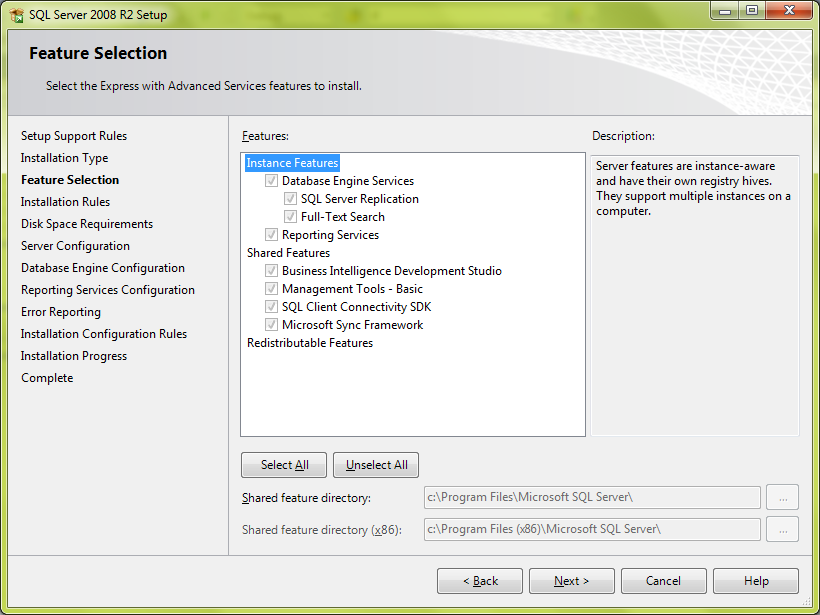 SQL Server 2008 R2 Setup
Feature Selection
Select the Express with Advanced Services features to install.
Setup Support Rules
Installation Type
Feature Selection
Installation Rules
Disk Space Requirements
Server Configuration
Database Engine Configuration
Reporting Services Configuration
Error Reporting
Installation Configuration Rules
Installation Progress
Complete
Features:
Instance Features
Database Engine Services
SQL Server Replication
Full-Text Search
Reporting Services
Shared Features
Business Intelligence Development Studio
Management Tools - Basic
SQL Client Connectivity SDK
Microsoft Sync Framework
Redistributable Features
Description:
Server features are instance-aware
and have their own registry hives.
They support multiple instances on a
computer.
Select All
Unselect All
Shared feature directory:
c:\Program Files\Microsoft SQL Server\
...
Shared feature directory (x86):
c:\Program Files (x86)\Microsoft SQL Server\
...
< Back
Next >
Cancel
Help